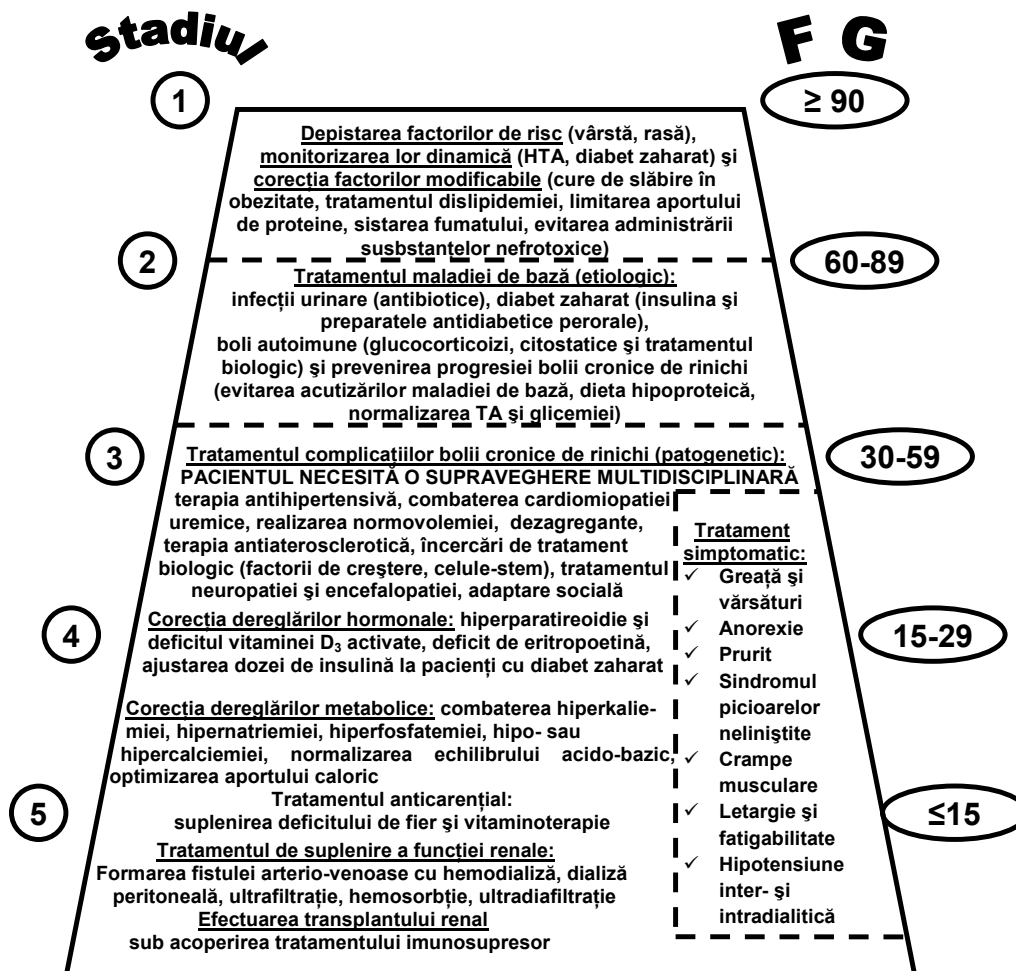 Stadiul
F G
1
≥ 90
Depistarea factorilor de risc (vârstă, rasă),
monitorizarea lor dinamică (HTA, diabet zaharat) şi
corecția factorilor modificabile (cure de slăbire în
obezitate, tratamentul dislipidemiei, limitarea aportului
de proteine, sistarea fumatului, evitarea administrării
susbstanțelor nefrotoxice)
2
60-89
Tratamentul maladiei de bază (etiologic):
infecții urinare (antibiotice), diabet zaharat (insulina şi
preparatele antidiabetice perorale),
boli autoimune (glucocorticoizi, citostatice şi tratamentul
biologic) şi prevenirea progresiei bolii cronice de rinichi
(evitarea acutizărilor maladiei de bază, dieta hipoproteică,
normalizarea TA şi glicemiei)
3
30-59
Tratamentul complicațiilor bolii cronice de rinichi (patogenetic):
PACIENTUL NECESITĂ O SUPRAVEGHERE MULTIDISCIPLINARĂ
terapia antihipertensivă, combaterea cardiomiopatiei
uremice, realizarea normovolemiei, dezagregante,
terapia antiaterosclerotică, încercări de tratament
biologic (factorii de creştere, celule-stem), tratamentul
neuropatiei şi encefalopatiei, adaptare socială
4
15-29
Corecția dereglărilor hormonale: hiperparatireoidie şi
deficitul vitaminei D₃ activate, deficit de eritropoetină,
ajustarea dozei de insulină la pacienți cu diabet zaharat
Corecția dereglărilor metabolice: combaterea hiperkalie-
miei, hipernatriemiei, hiperfosfatemiei, hipo- sau
hipercalciemiei, normalizarea echilibrului acido-bazic,
optimizarea aportului caloric
5
≤15
Tratamentul anticarențial:
suplenirea deficitului de fier şi vitaminoterapie
Tratamentul de suplenire a funcției renale:
Formarea fistulei arterio-venoase cu hemodializă, dializă
peritoneală, ultrafiltrație, hemosorbție, ultradiafiltrație
Efectuarea transplantului renal
sub acoperirea tratamentului imunosupresor
Tratament
simptomatic:
✓ Greață şi
vărsături
✓ Anorexie
✓ Prurit
✓ Sindromul
picioarelor
neliniştite
✓ Crampe
musculare
✓ Letargie şi
fatigabilitate
✓ Hipotensiune
inter- şi
intradialitică